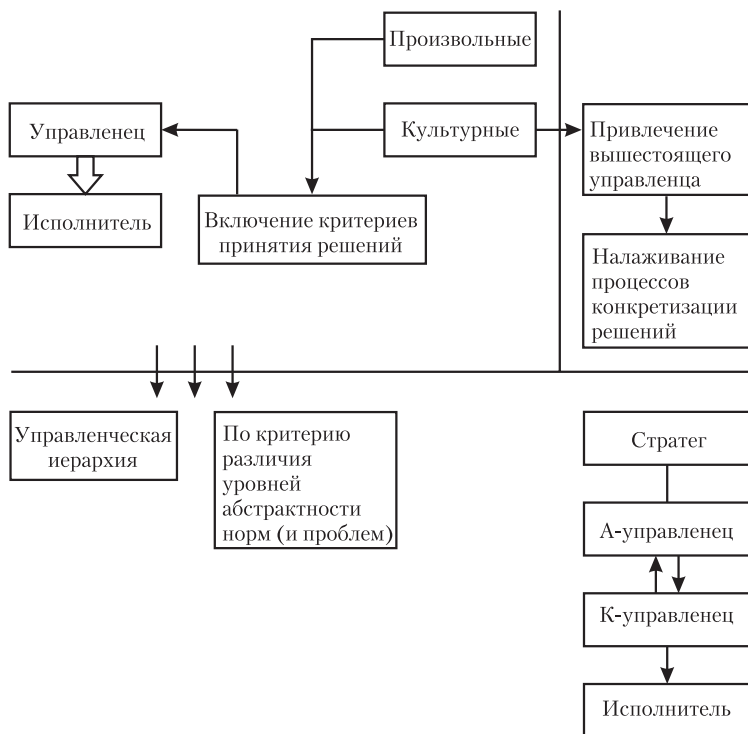 Произвольные
Управленец
Культурные
Привлечение
вышестоящего
управленца
Исполнитель
Включение критериев
принятия решений
Налаживание
процессов
конкретизации
решений
Управленческая
иерархия
По критерию
различия
уровней
абстрактности
норм (и проблем)
Стратег
А-управленец
К-управленец
Исполнитель